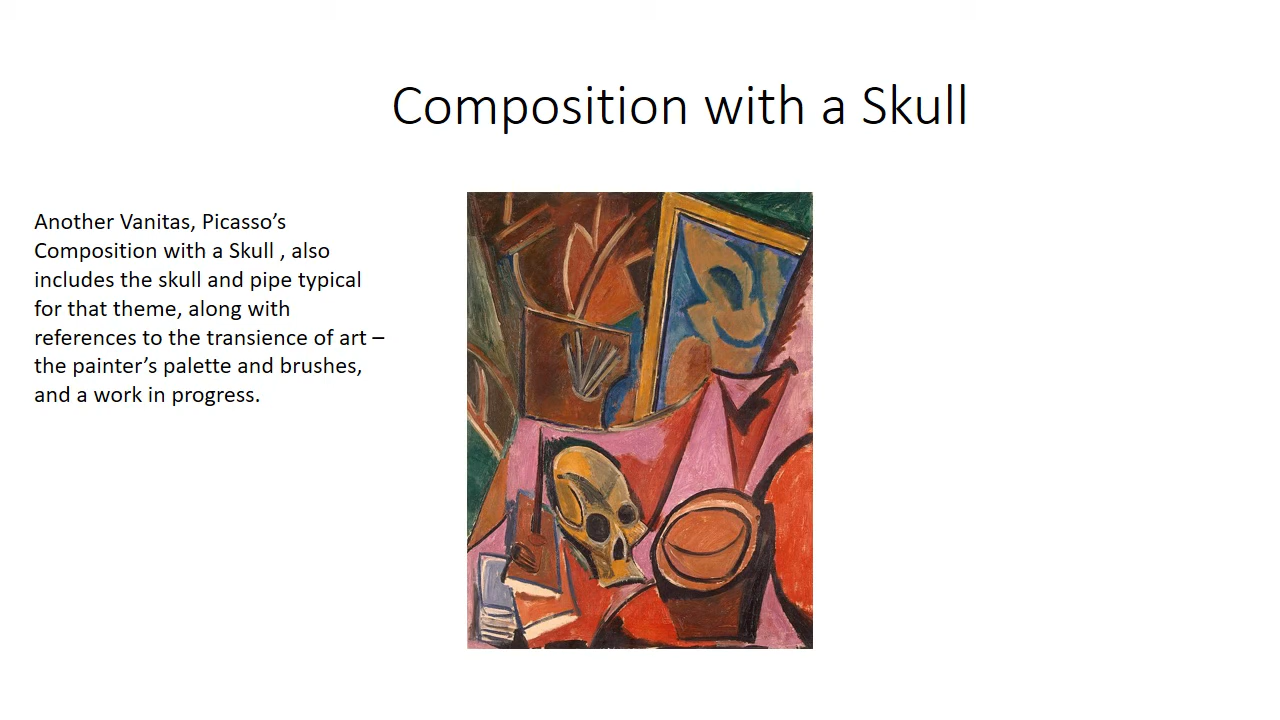 Composition with a Skull
Another Vanitas, Picasso’s
Composition with a Skull , also
includes the skull and pipe typical
for that theme, along with
references to the transience of art –
the painter’s palette and brushes,
and a work in progress.